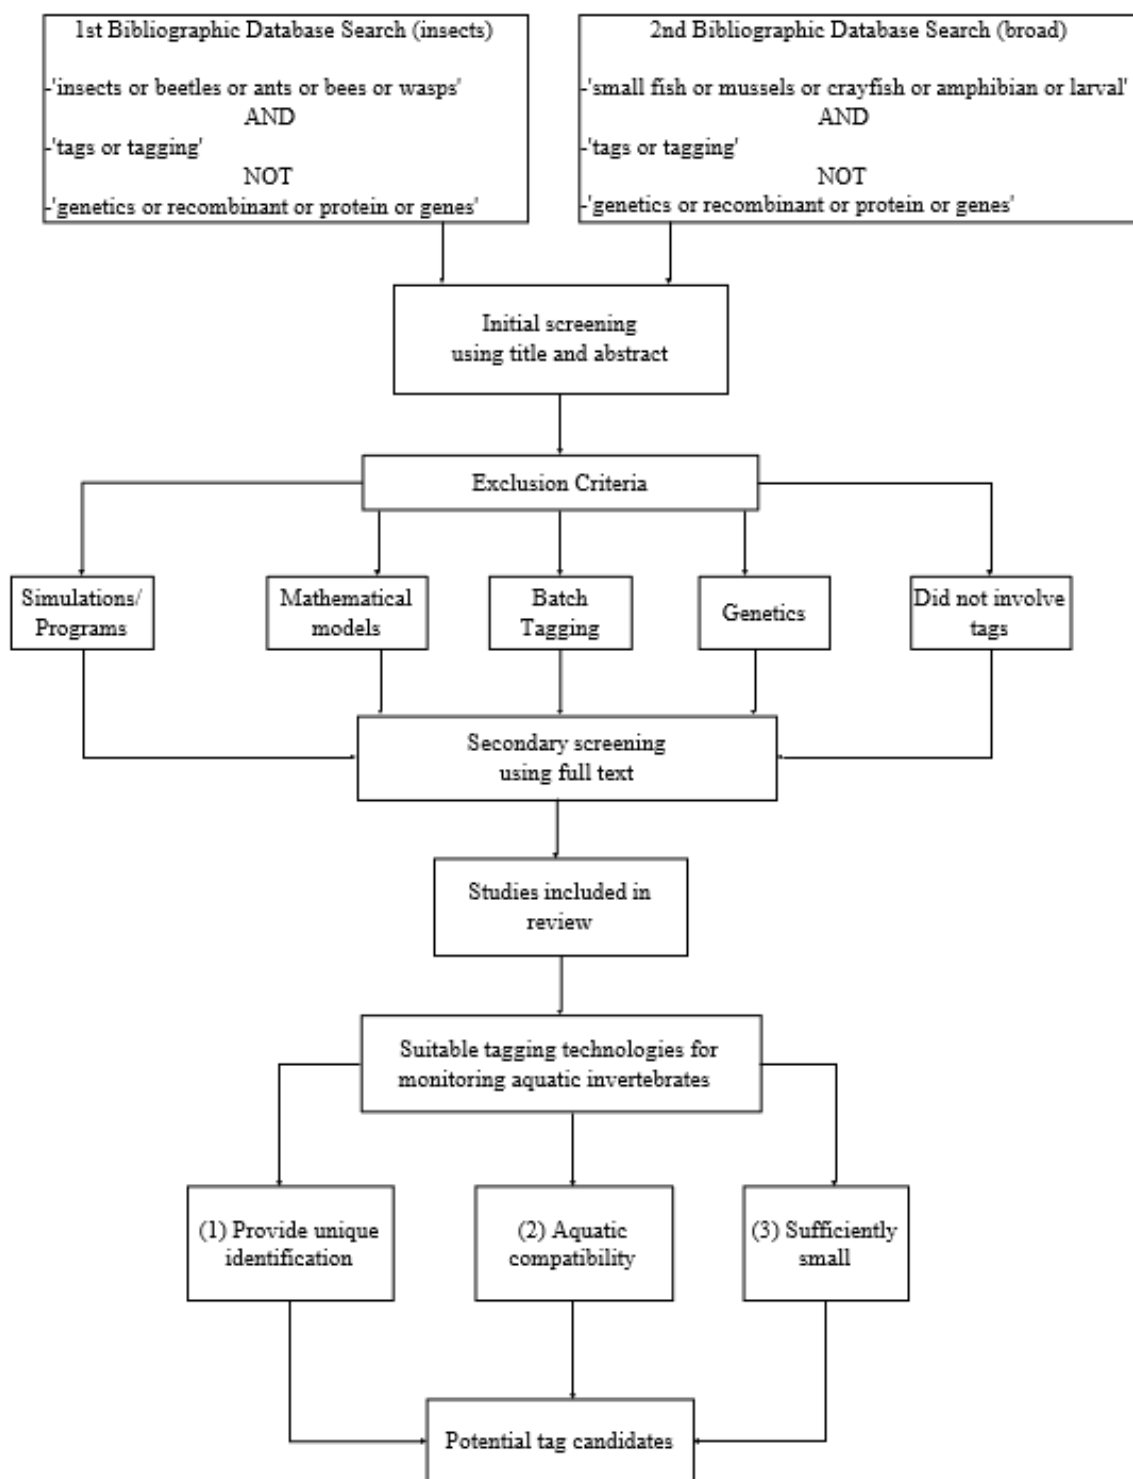 1st Bibliographic Database Search (insects)
-'insects or beetles or ants or bees or wasps'
AND
-'tags or tagging'
NOT
-'genetics or recombinant or protein or genes'
2nd Bibliographic Database Search (broad)
-'small fish or mussels or crayfish or amphibian or larval'
AND
-'tags or tagging'
NOT
-'genetics or recombinant or protein or genes'
Initial screening
using title and abstract
Exclusion Criteria
Simulations/
Programs
Mathematical
models
Batch
Tagging
Genetics
Did not involve
tags
Secondary screening
using full text
Studies included in
review
Suitable tagging technologies for
monitoring aquatic invertebrates
(1) Provide unique
identification
(2) Aquatic
compatibility
(3) Sufficiently
small
Potential tag candidates